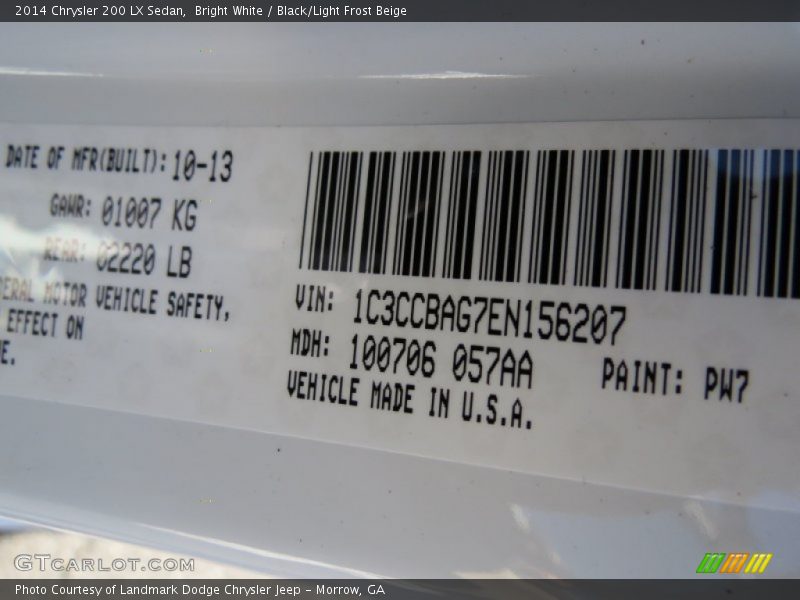 2014 Chrysler 200 LX Sedan,  Bright White / Black/Light Frost Beige
DATE OF MFR(BUILT): 10-13
GAWR: 01007 KG
REAR: 02220 LB
MOTOR VEHICLE SAFETY,
EFFECT ON
VIN: 1C3CCBAG7EN156207
MDH: 100706 057AA
PAINT: PW7
VEHICLE MADE IN U.S.A.
GTCARLOT.COM
Photo Courtesy of Landmark Dodge Chrysler Jeep – Morrow, GA